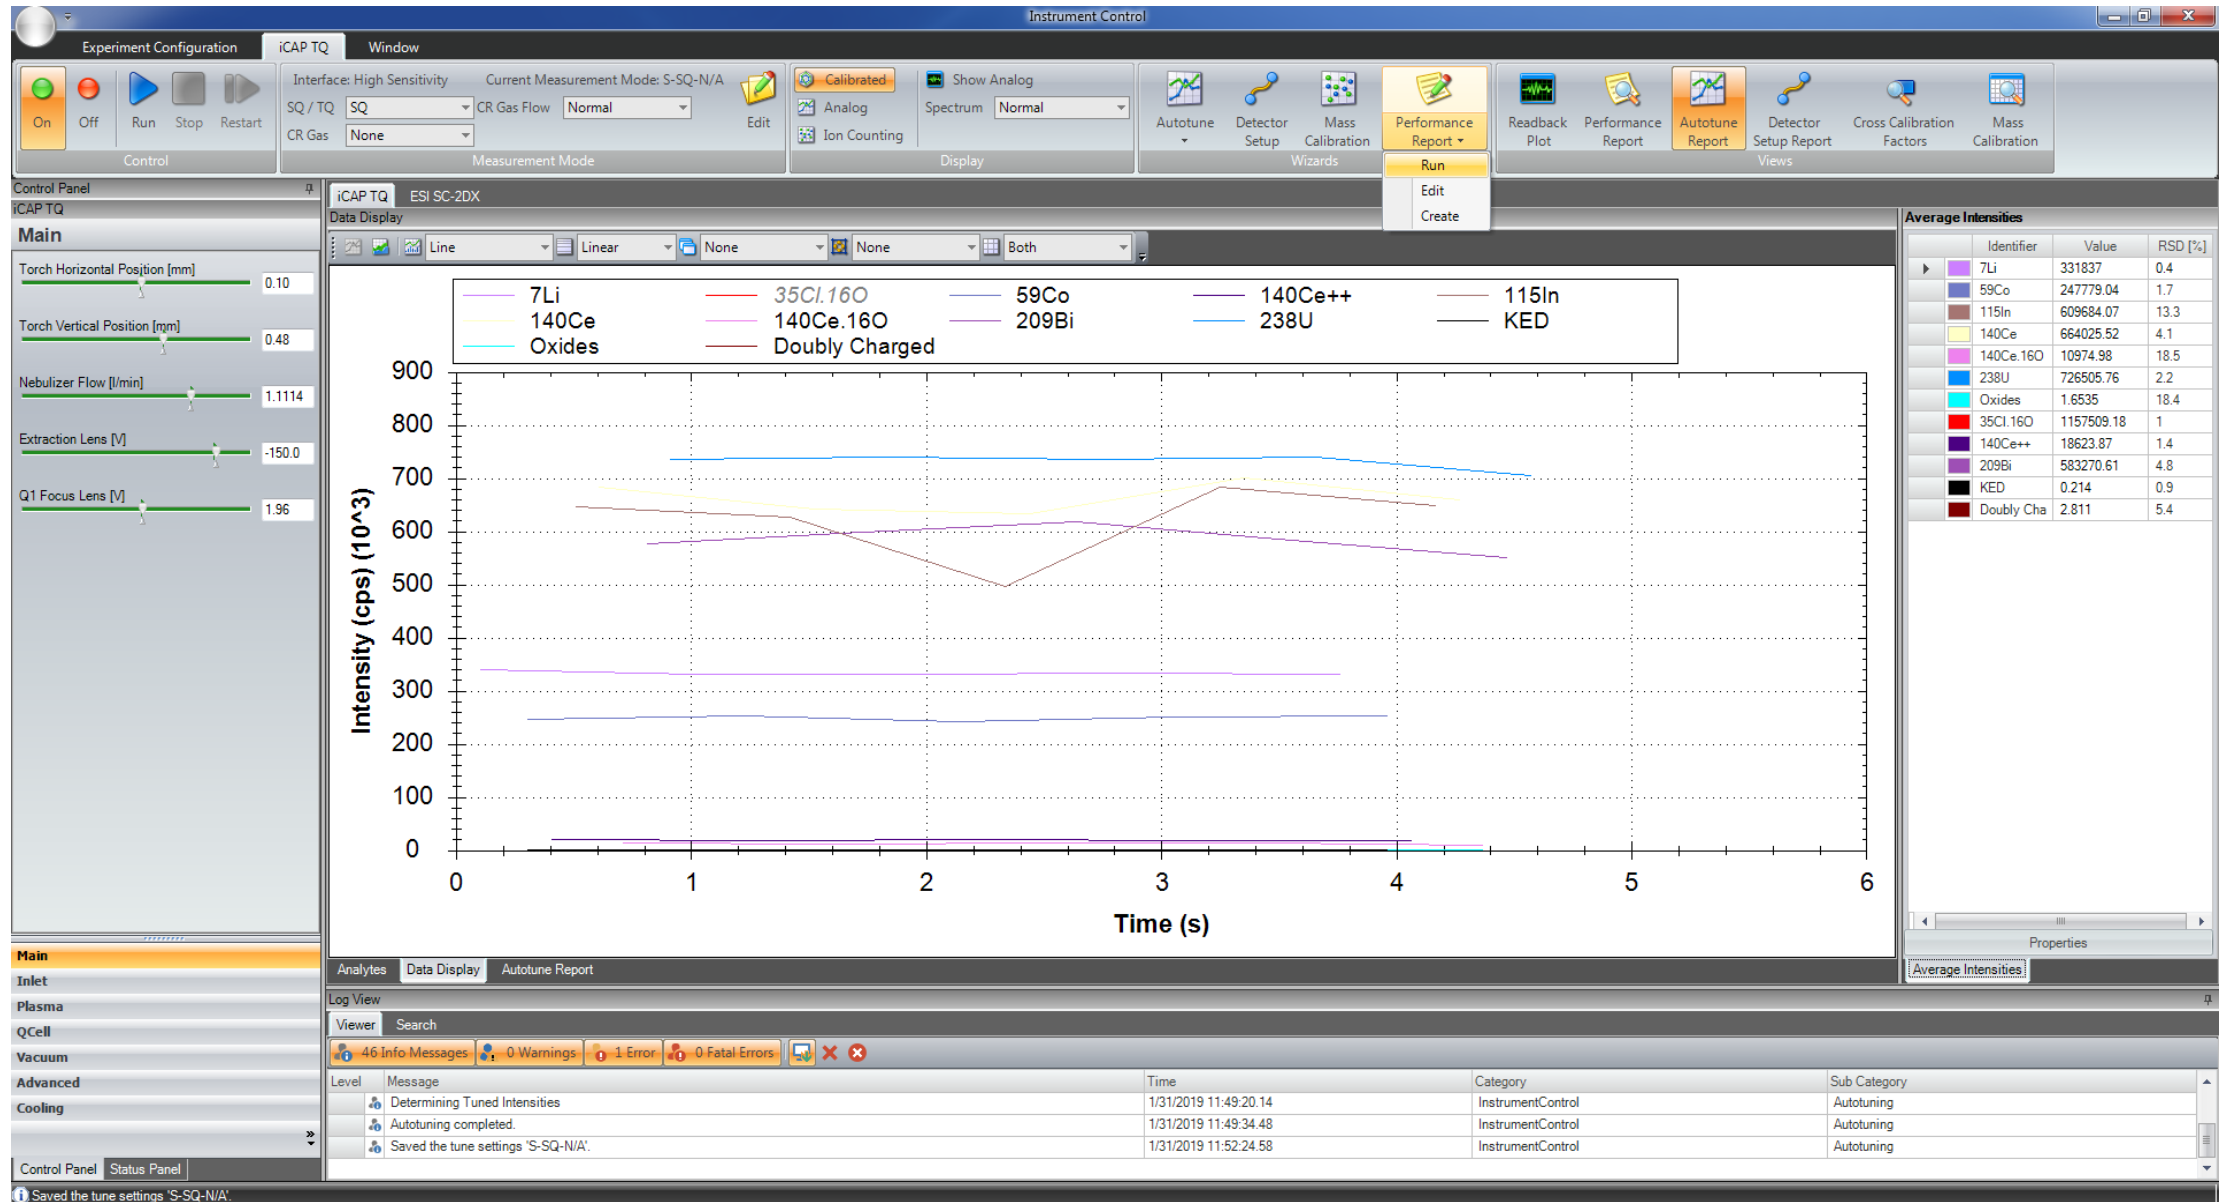 Instrument Control
Experiment Configuration iCAP TQ Window
Interface: High Sensitivity Current Measurement Mode: S-SQ-N/A
SQ / TQ SQ CR Gas Flow Normal
CR Gas None
On Off Run Stop Restart Edit
Control Measurement Mode
Calibrated Show Analog
Analog Spectrum Normal
Ion Counting
Display
Autotune Detector Setup Mass Calibration Performance Report
Wizards
Run
Edit
Create
Readback Plot Performance Report Autotune Report Detector Setup Report Cross Calibration Factors Mass Calibration
Views
Control Panel
iCAP TQ
Main
Torch Horizontal Position [mm]
0.10
Torch Vertical Position [mm]
0.48
Nebulizer Flow [l/min]
1.1114
Extraction Lens [V]
-150.0
Q1 Focus Lens [V]
1.96
Main
Inlet
Plasma
QCell
Vacuum
Advanced
Cooling
»
Control Panel Status Panel
iCAP TQ ESI SC-2DX
Data Display
Line Linear None None Both
7Li 35Cl.16O 59Co 140Ce++ 115In
140Ce 140Ce.16O 209Bi 238U KED
Oxides Doubly Charged
Intensity (cps) (10^3)
900
800
700
600
500
400
300
200
100
0
0 1 2 3 4 5 6
Time (s)
Analytes Data Display Autotune Report
Average Intensities
Identifier Value RSD [%]
7Li 331837 0.4
59Co 247779.04 1.7
115In 609684.07 13.3
140Ce 664025.52 4.1
140Ce.16O 10974.98 18.5
238U 726505.76 2.2
Oxides 1.6535 18.4
35Cl.16O 1157509.18 1
140Ce++ 18623.87 1.4
209Bi 583270.61 4.8
KED 0.214 0.9
Doubly Cha 2.811 5.4
Properties
Average Intensities
Log View
Viewer Search
46 Info Messages 0 Warnings 1 Error 0 Fatal Errors
Level Message Time Category Sub Category
Determining Tuned Intensities 1/31/2019 11:49:20.14 InstrumentControl Autotuning
Autotuning completed. 1/31/2019 11:49:34.48 InstrumentControl Autotuning
Saved the tune settings 'S-SQ-N/A'. 1/31/2019 11:52:24.58 InstrumentControl Autotuning
Saved the tune settings 'S-SQ-N/A'.